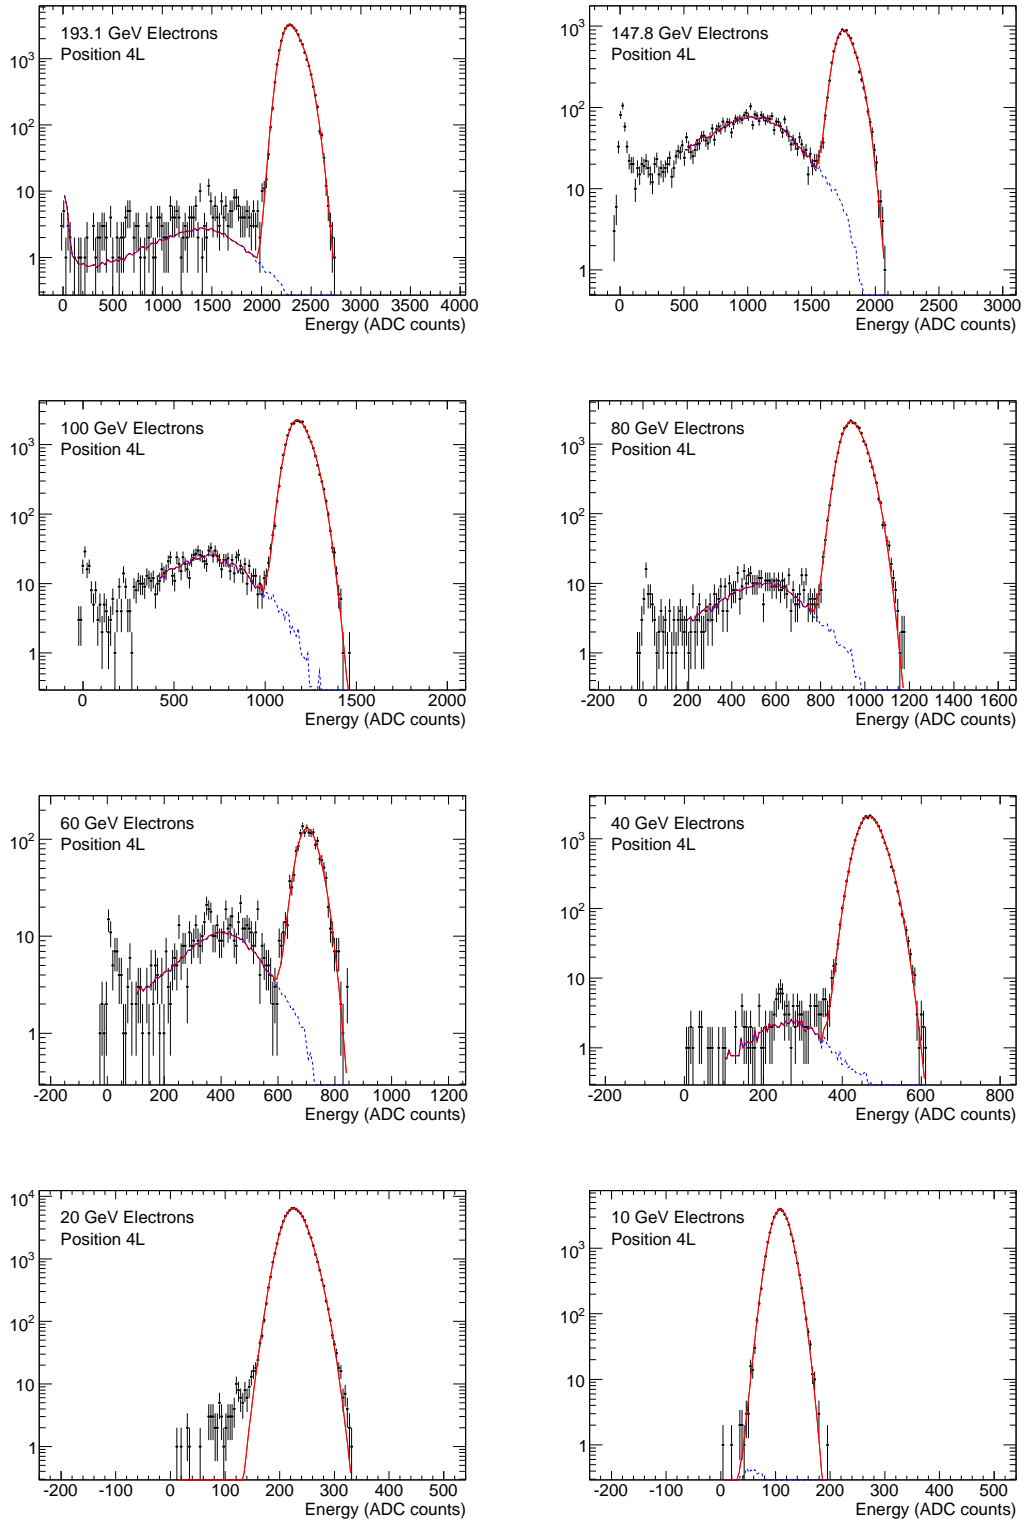 193.1 GeV Electrons
Position 4L
10³
10²
10
1
0 500 1000 1500 2000 2500 3000 3500 4000
Energy (ADC counts)
147.8 GeV Electrons
Position 4L
10³
10²
10
1
0 500 1000 1500 2000 2500 3000
Energy (ADC counts)
100 GeV Electrons
Position 4L
10³
10²
10
1
0 500 1000 1500 2000
Energy (ADC counts)
80 GeV Electrons
Position 4L
10³
10²
10
1
-200 0 200 400 600 800 1000 1200 1400 1600
Energy (ADC counts)
60 GeV Electrons
Position 4L
10²
10
1
-200 0 200 400 600 800 1000 1200
Energy (ADC counts)
40 GeV Electrons
Position 4L
10³
10²
10
1
-200 0 200 400 600 800
Energy (ADC counts)
20 GeV Electrons
Position 4L
10⁴
10³
10²
10
1
-200 -100 0 100 200 300 400 500
Energy (ADC counts)
10 GeV Electrons
Position 4L
10³
10²
10
1
-200 -100 0 100 200 300 400 500
Energy (ADC counts)